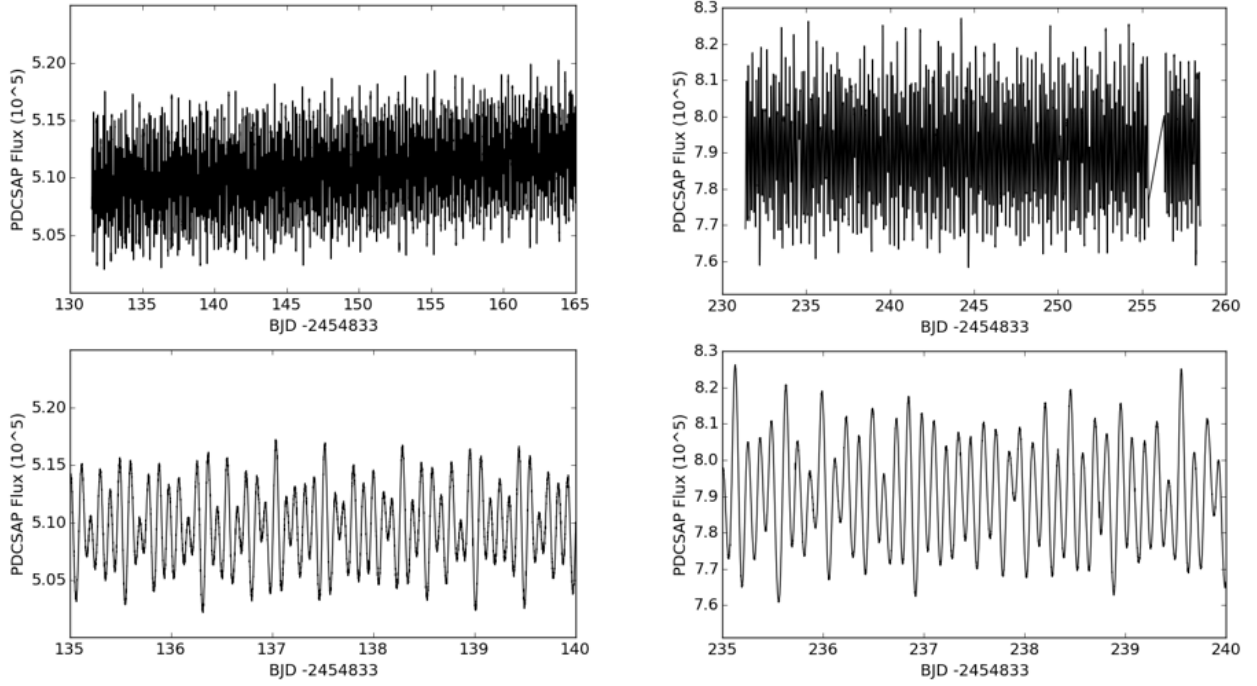 5.20
5.15
5.10
5.05
PDCSAP Flux (10^5)
130 135 140 145 150 155 160 165
BJD -2454833
8.3
8.2
8.1
8.0
7.9
7.8
7.7
7.6
PDCSAP Flux (10^5)
230 235 240 245 250 255 260
BJD -2454833
5.20
5.15
5.10
5.05
PDCSAP Flux (10^5)
135 136 137 138 139 140
BJD -2454833
8.3
8.2
8.1
8.0
7.9
7.8
7.7
7.6
PDCSAP Flux (10^5)
235 236 237 238 239 240
BJD -2454833